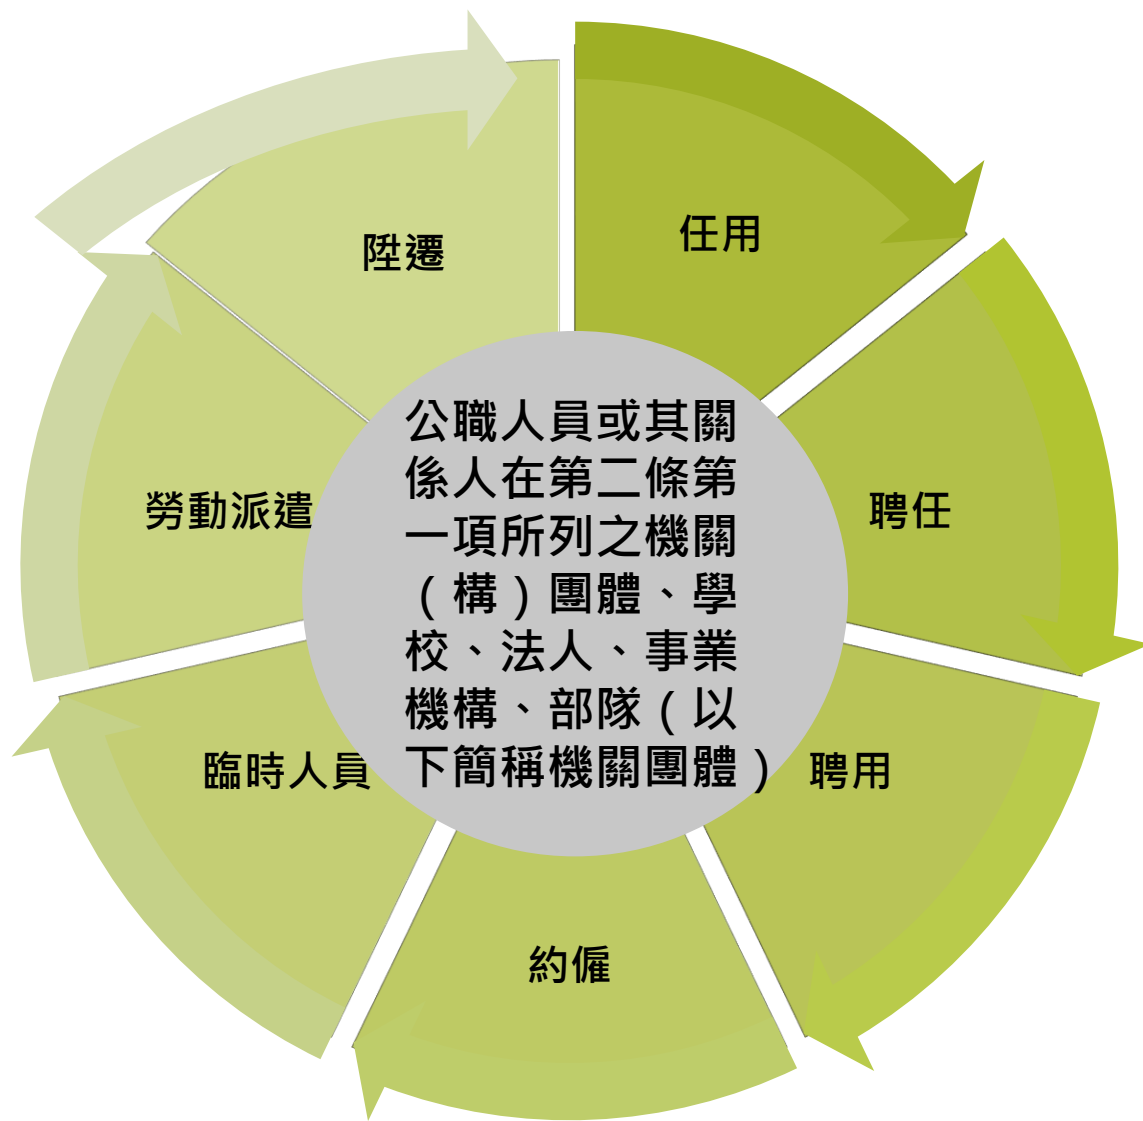 陞遷
任用
公職人員或其關
係人在第二條第
一項所列之機關
（構）團體、學
校、法人、事業
機構、部隊（以
下簡稱機關團體）
勞動派遣
聘任
臨時人員
聘用
約僱